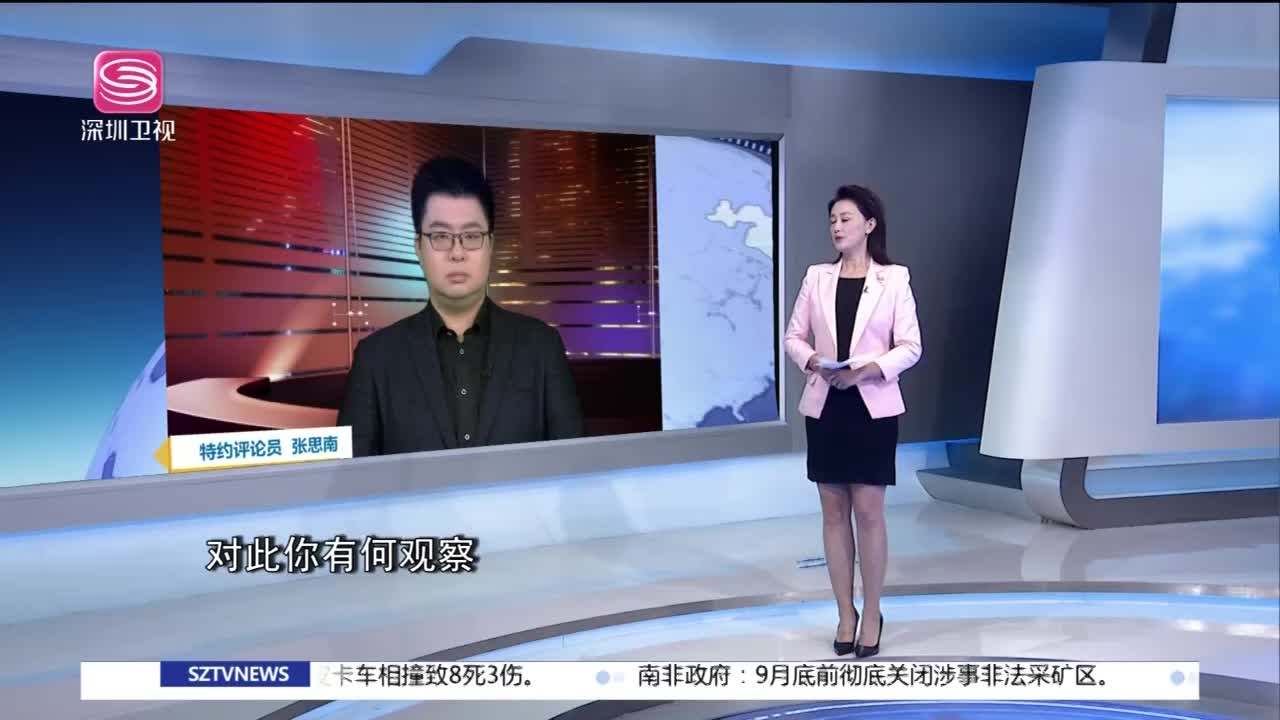 深圳卫视
特约评论员 张思南
对此你有何观察
SZTVNEWS
卡车相撞致8死3伤。
南非政府：9月底前彻底关闭涉事非法采矿区。